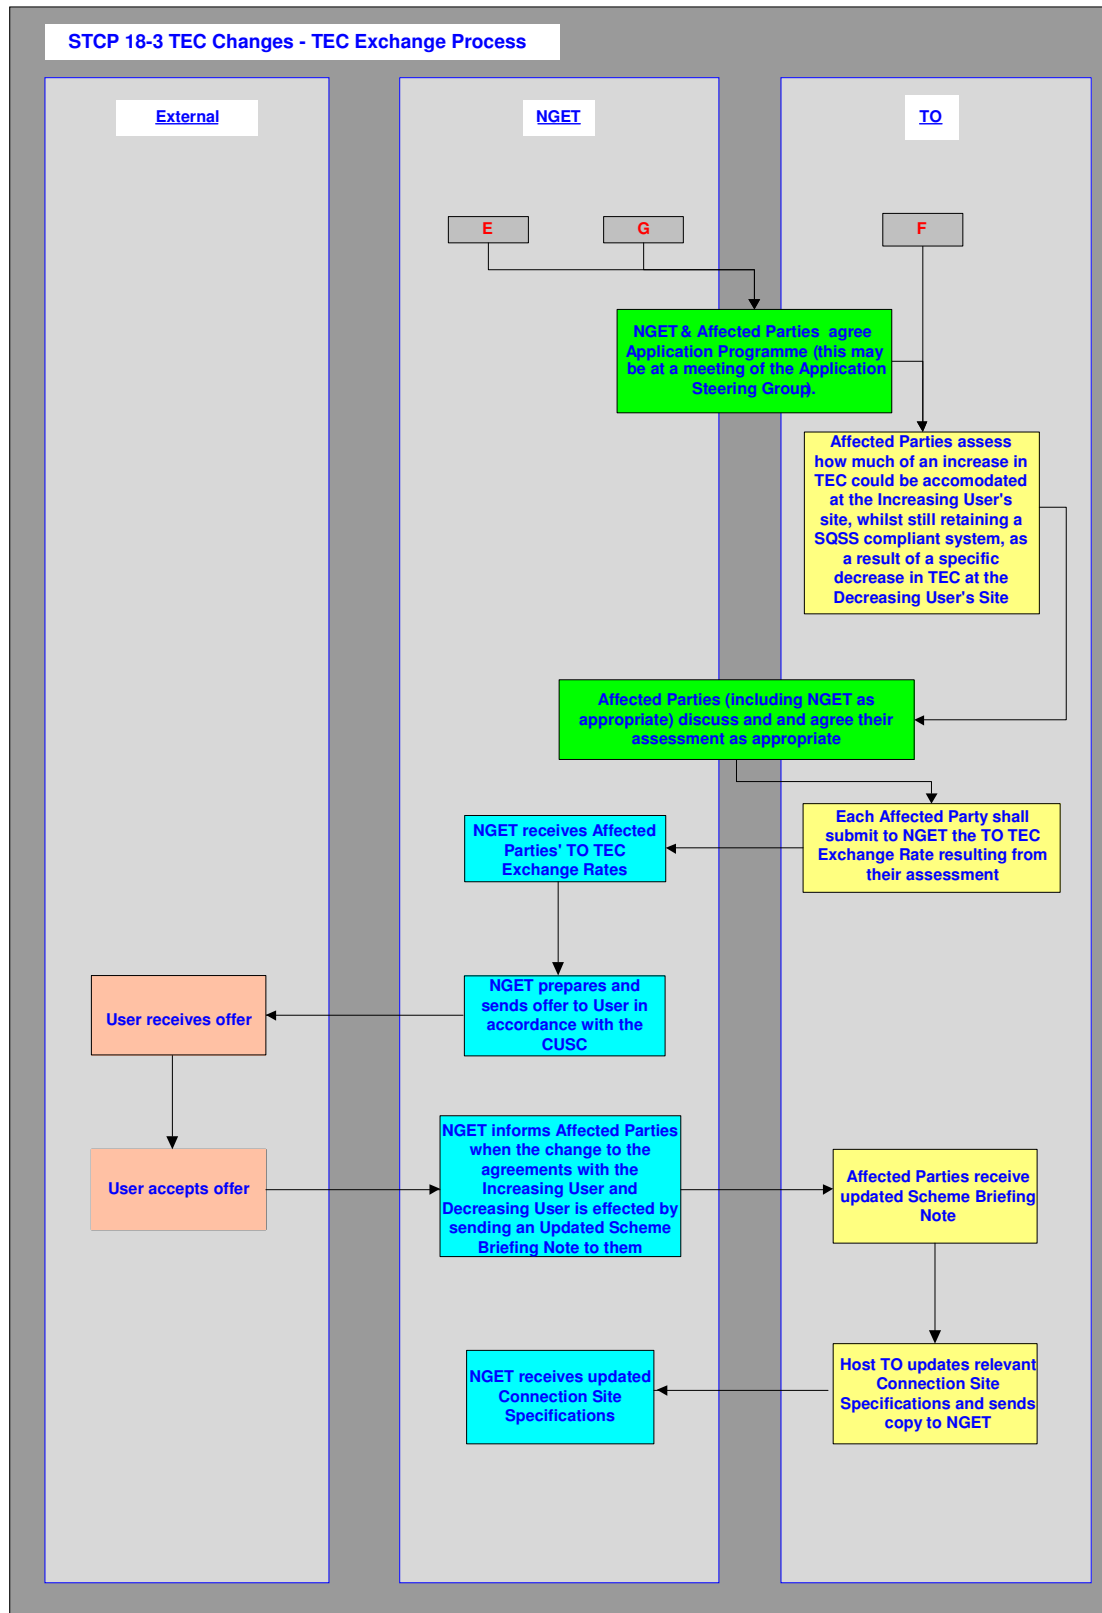 STCP 18-3 TEC Changes - TEC Exchange Process
External
NGET
TO
E
G
F
NGET & Affected Parties agree
Application Programme (this may
be at a meeting of the Application
Steering Group).
Affected Parties assess
how much of an increase in
TEC could be accomodated
at the Increasing User's
site, whilst still retaining a
SQSS compliant system, as
a result of a specific
decrease in TEC at the
Decreasing User's Site
Affected Parties (including NGET as
appropriate) discuss and and agree their
assessment as appropriate
Each Affected Party shall
submit to NGET the TO TEC
Exchange Rate resulting from
their assessment
NGET receives Affected
Parties' TO TEC
Exchange Rates
NGET prepares and
sends offer to User in
accordance with the
CUSC
User receives offer
User accepts offer
NGET informs Affected Parties
when the change to the
agreements with the
Increasing User and
Decreasing User is effected by
sending an Updated Scheme
Briefing Note to them
Affected Parties receive
updated Scheme Briefing
Note
Host TO updates relevant
Connection Site
Specifications and sends
copy to NGET
NGET receives updated
Connection Site
Specifications